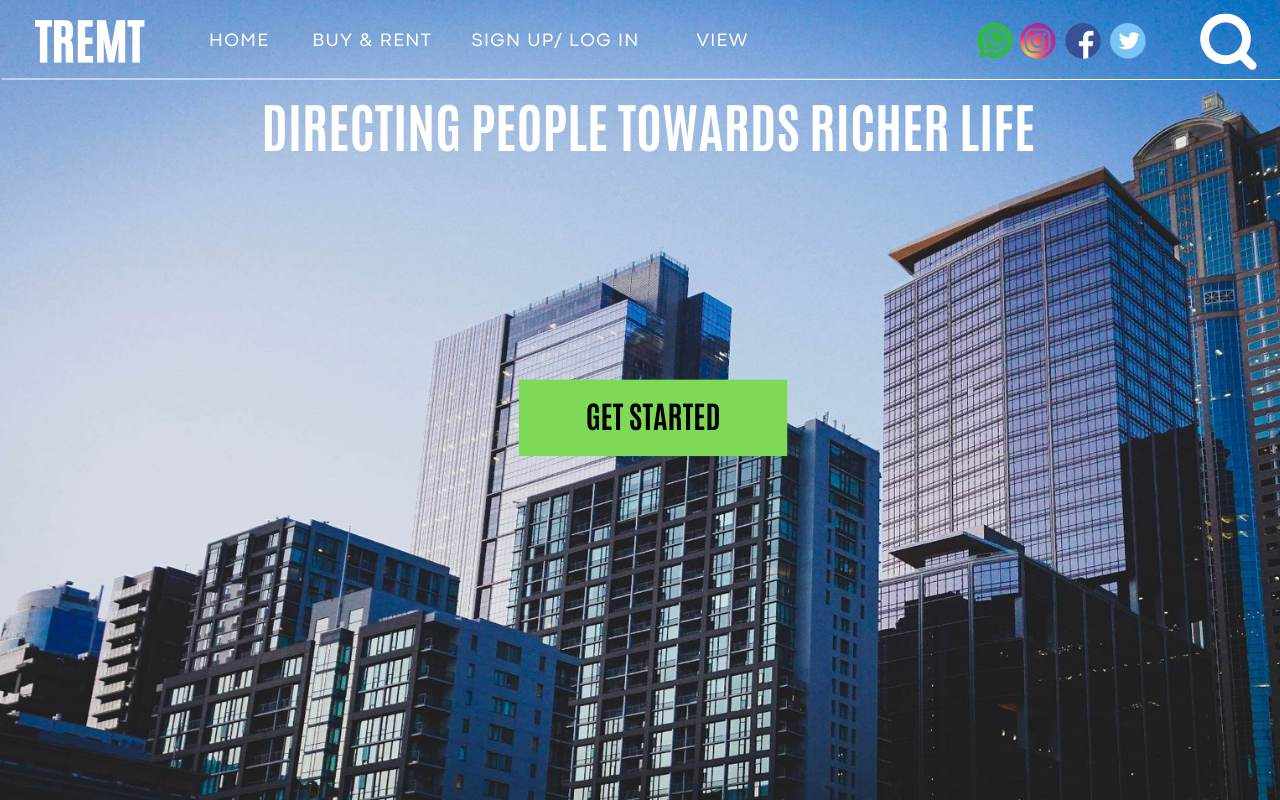 TREMT
HOME
BUY & RENT
SIGN UP/ LOG IN
VIEW
DIRECTING PEOPLE TOWARDS RICHER LIFE
GET STARTED